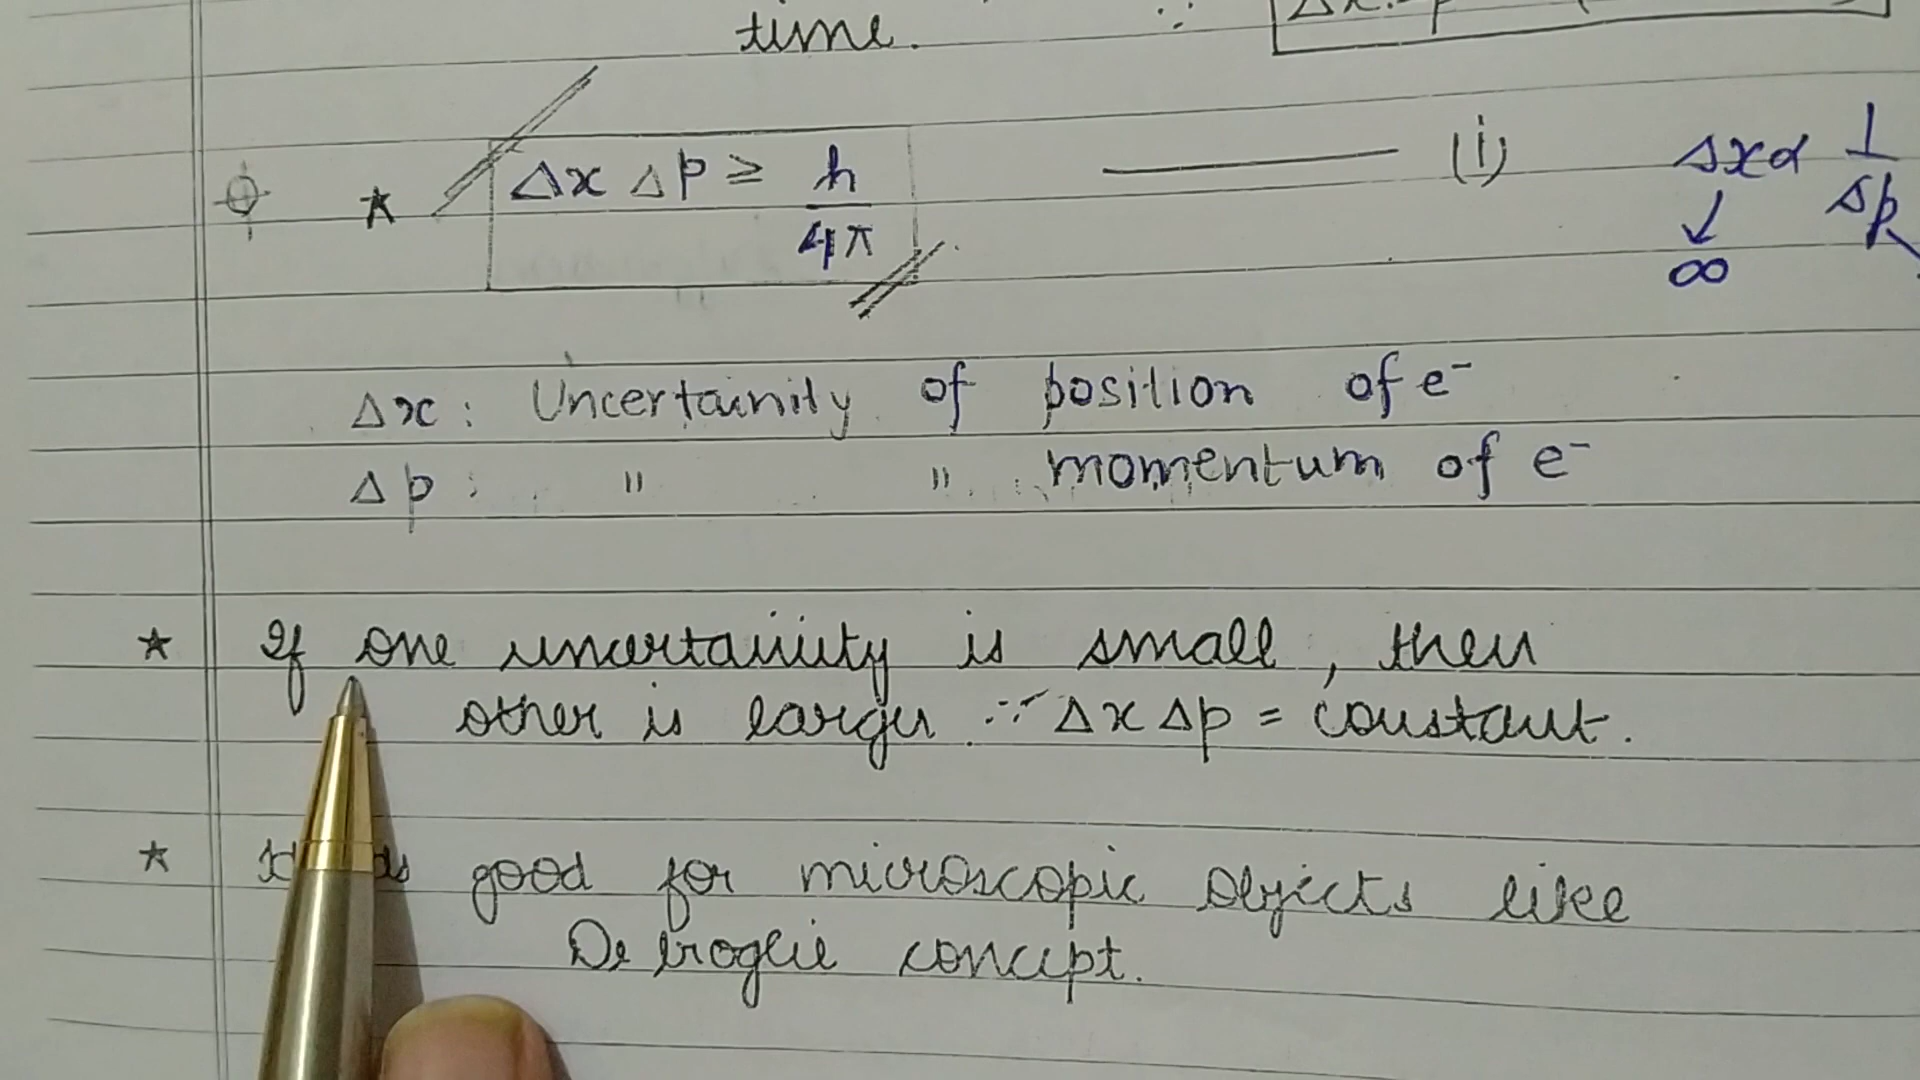 time.
∴
Δx Δp ≥ h/4π
(i)
Δx α 1/Δp
↓
∞
Δx : Uncertainity of position of e⁻
Δp : " " momentum of e⁻
★ If one uncertainity is small, then
other is larger ∵ Δx Δp = constant.
★ good for microscopic objects like
De broglie concept.